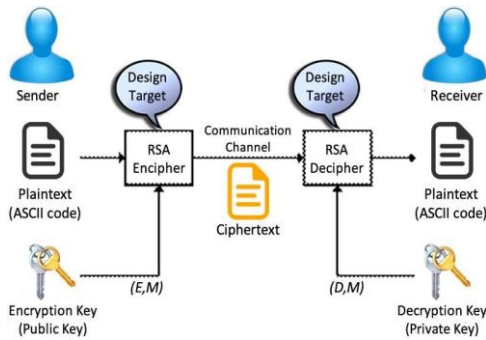 Design
Target
Design
Target
Sender
Receiver
Communication
Channel
RSA
Encipher
RSA
Decipher
Plaintext
(ASCII code)
Ciphertext
Plaintext
(ASCII code)
(E,M)
(D,M)
Encryption Key
(Public Key)
Decryption Key
(Private Key)